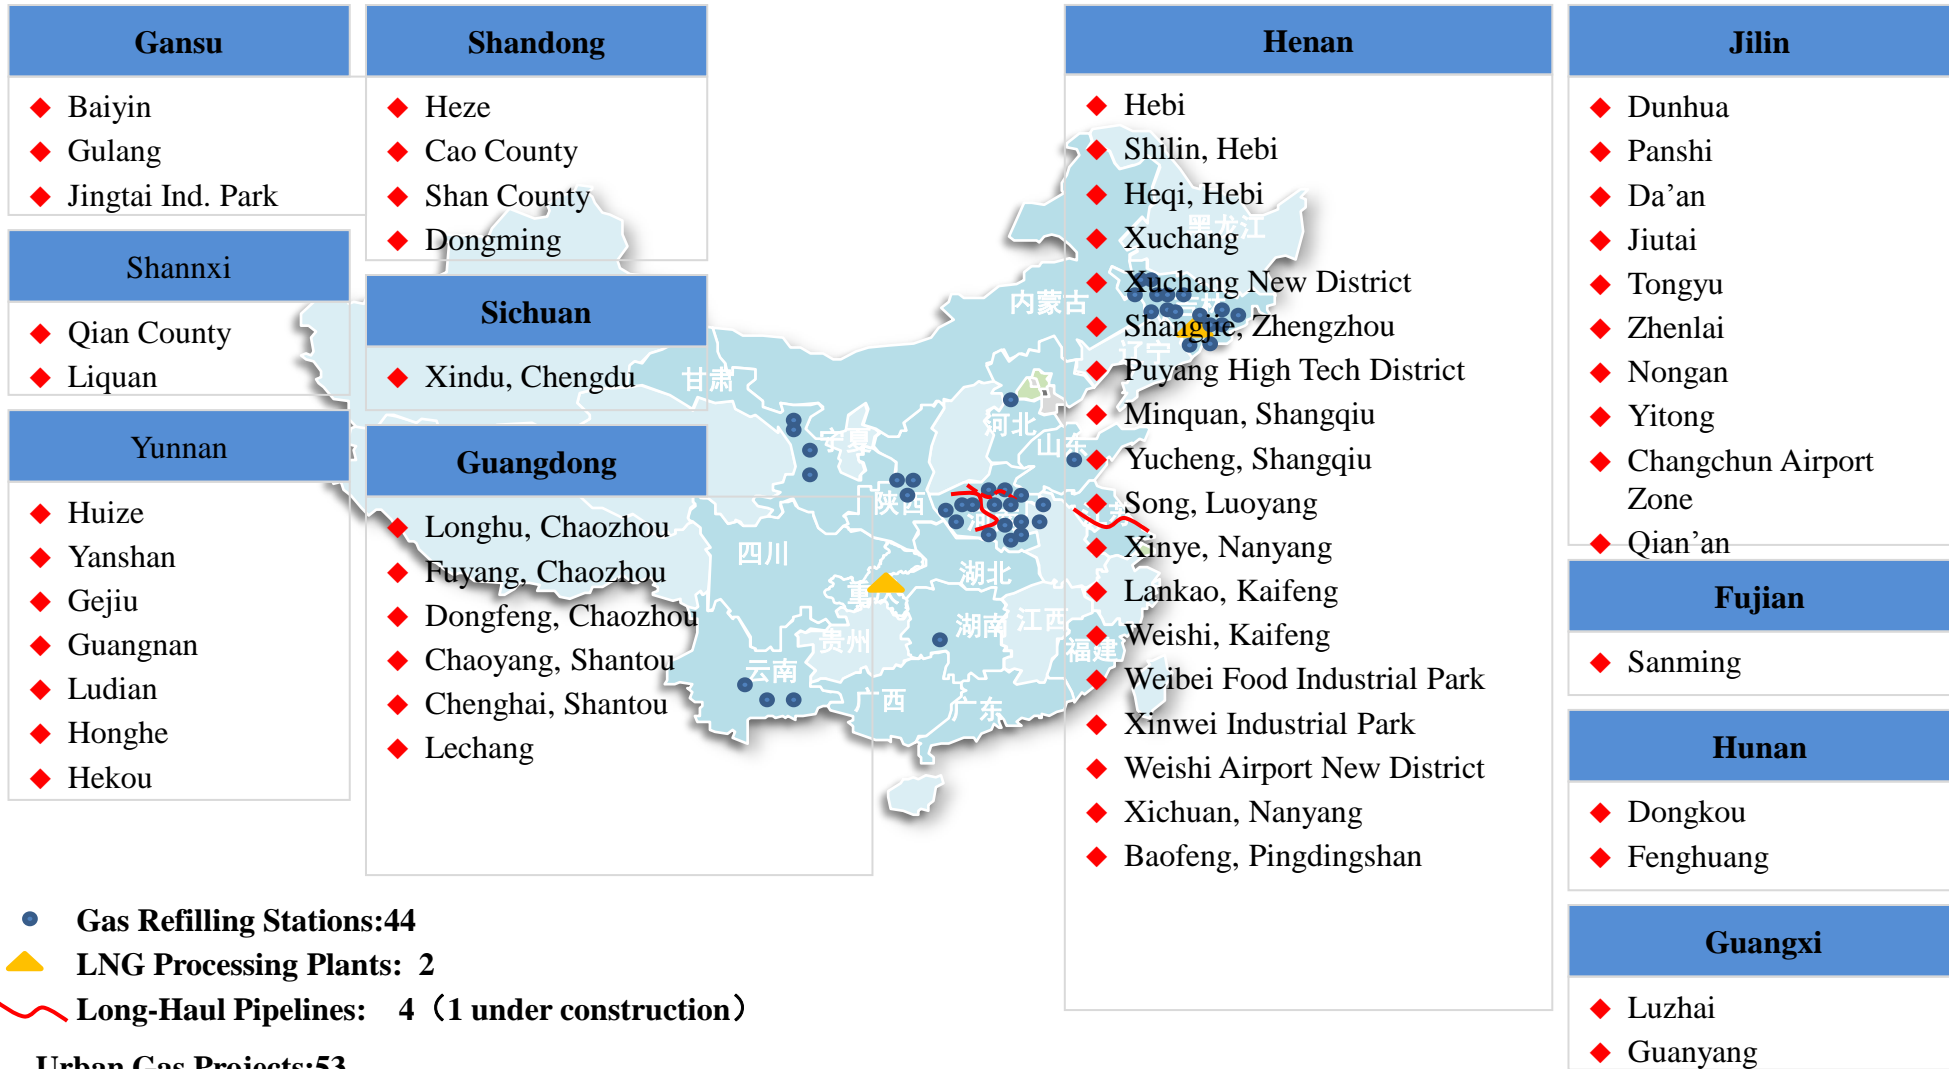 Gansu
Baiyin
Gulang
Jingtai Ind. Park
Shannxi
Qian County
Liquan
Yunnan
Huize
Yanshan
Gejiu
Guangnan
Ludian
Honghe
Hekou
Shandong
Heze
Cao County
Shan County
Dongming
Sichuan
Xindu, Chengdu
Guangdong
Longhu, Chaozhou
Fuyang, Chaozhou
Dongfeng, Chaozhou
Chaoyang, Shantou
Chenghai, Shantou
Lechang
黑龙江
内蒙古
辽宁
甘肃
宁夏
河北
山东
陕西
四川
湖北
湖南
江西
贵州
福建
云南
广西
广东
Henan
Hebi
Shilin, Hebi
Heqi, Hebi
Xuchang
Xuchang New District
Shangjie, Zhengzhou
Puyang High Tech District
Minquan, Shangqiu
Yucheng, Shangqiu
Song, Luoyang
Xinye, Nanyang
Lankao, Kaifeng
Weishi, Kaifeng
Weibei Food Industrial Park
Xinwei Industrial Park
Weishi Airport New District
Xichuan, Nanyang
Baofeng, Pingdingshan
Jilin
Dunhua
Panshi
Da’an
Jiutai
Tongyu
Zhenlai
Nongan
Yitong
Changchun Airport
Zone
Qian’an
Fujian
Sanming
Hunan
Dongkou
Fenghuang
Guangxi
Luzhai
Guanyang
Gas Refilling Stations:44
LNG Processing Plants: 2
Long-Haul Pipelines: 4（1 under construction）
Urban Gas Projects:53